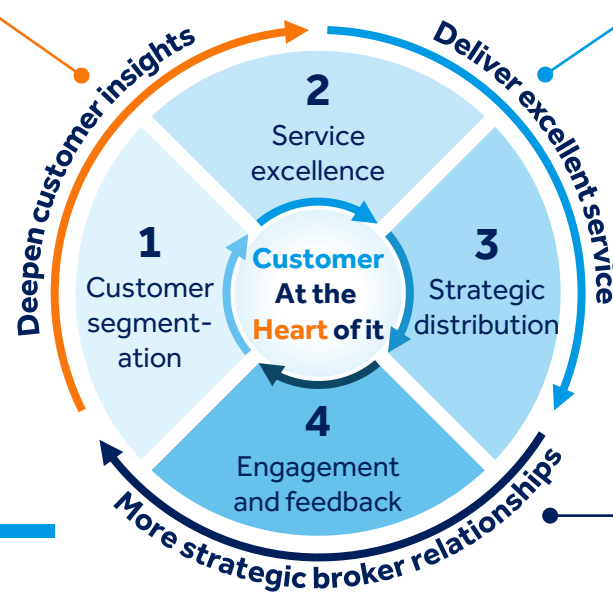 Deepen customer insights
Deliver excellent service
2
Service
excellence
1
Customer
segment-
ation
Customer
At the
Heart of it
3
Strategic
distribution
4
Engagement
and feedback
More strategic broker relationships